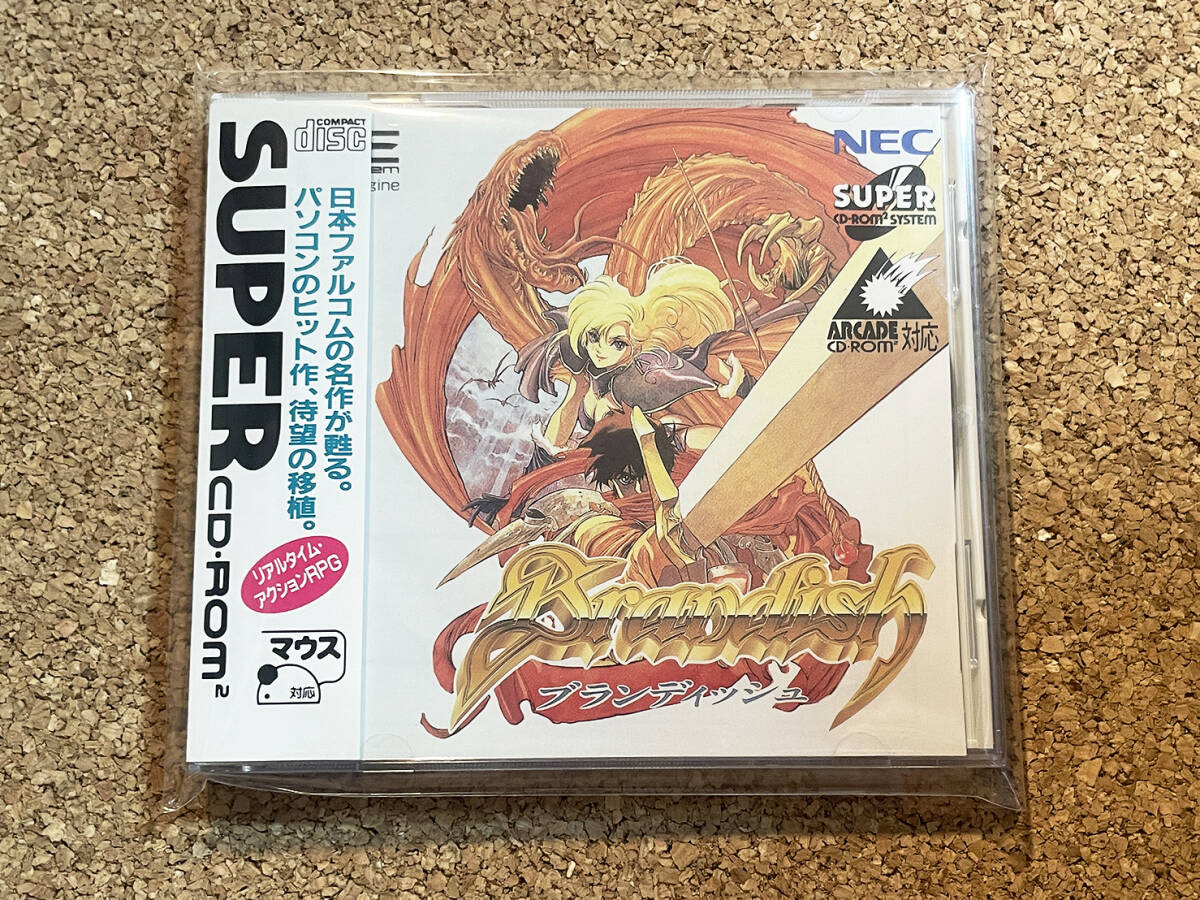 COMPACT
disc
SUPER CD-ROM²
日本ファルコムの名作が甦る。
パソコンのヒット作、待望の移植。
リアルタイム・
アクションRPG
マウス
対応
NEC
SUPER
CD-ROM² SYSTEM
ARCADE
CD-ROM² 対応
Brandish
ブランディッシュ